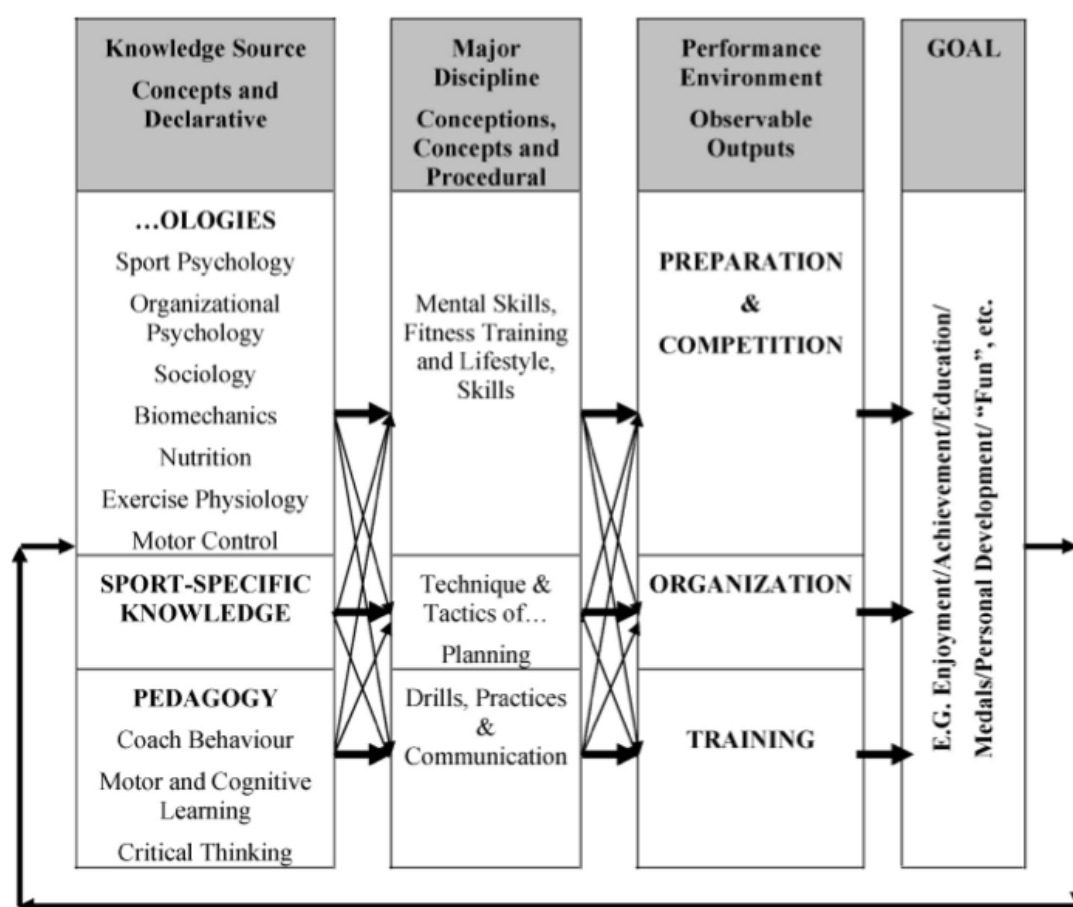 Knowledge Source
Concepts and
Declarative
Major
Discipline
Conceptions,
Concepts and
Procedural
Performance
Environment
Observable
Outputs
GOAL
…OLOGIES
Sport Psychology
Organizational
Psychology
Sociology
Biomechanics
Nutrition
Exercise Physiology
Motor Control
Mental Skills,
Fitness Training
and Lifestyle,
Skills
PREPARATION
&
COMPETITION
SPORT-SPECIFIC
KNOWLEDGE
Technique &
Tactics of…
Planning
ORGANIZATION
PEDAGOGY
Coach Behaviour
Motor and Cognitive
Learning
Critical Thinking
Drills, Practices
&
Communication
TRAINING
E.G. Enjoyment/Achievement/Education/
Medals/Personal Development/ “Fun”, etc.